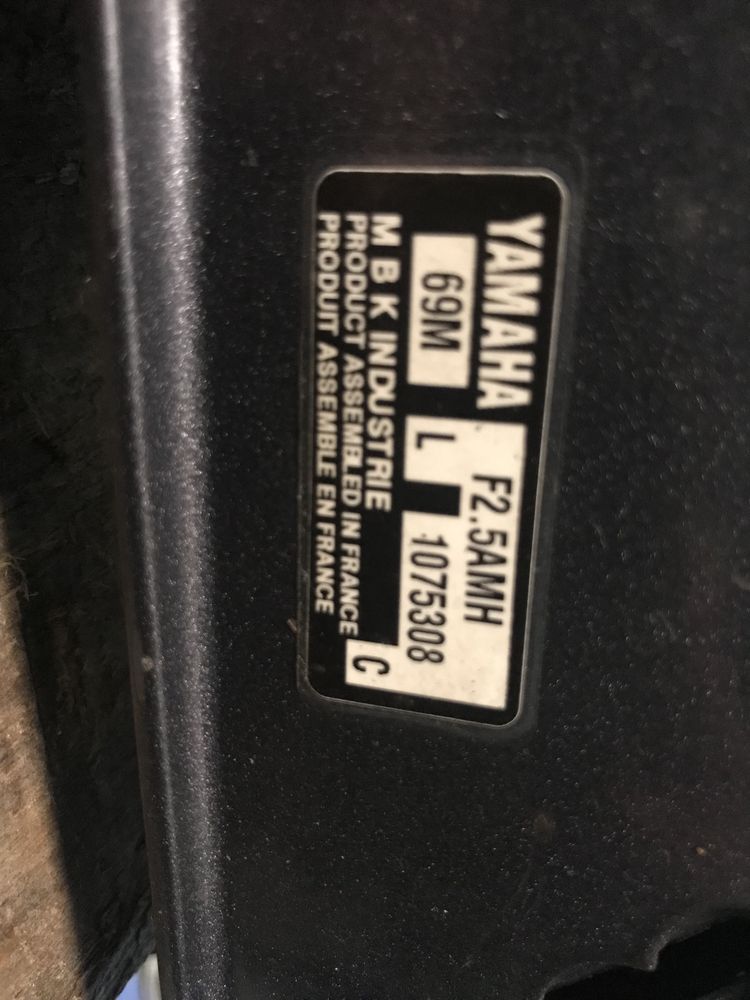 YAMAHA F2.5AMH
69M L 1075308
M B K INDUSTRIE C
PRODUCT ASSEMBLED IN FRANCE
PRODUIT ASSEMBLE EN FRANCE